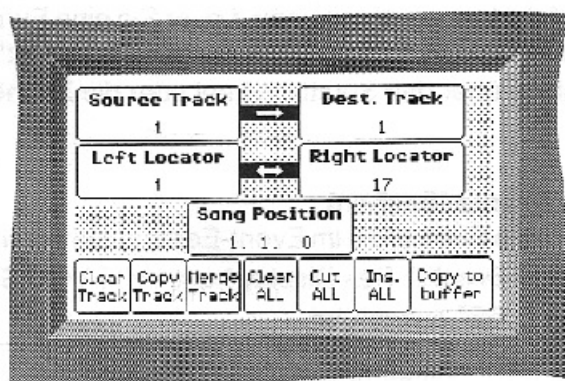 Source Track
→
Dest. Track
1
1
Left Locator
↔
Right Locator
1
17
Song Position
1 1 0
Clear Track
Copy Track
Merge Track
Clear ALL
Cut ALL
Ins. ALL
Copy to buffer